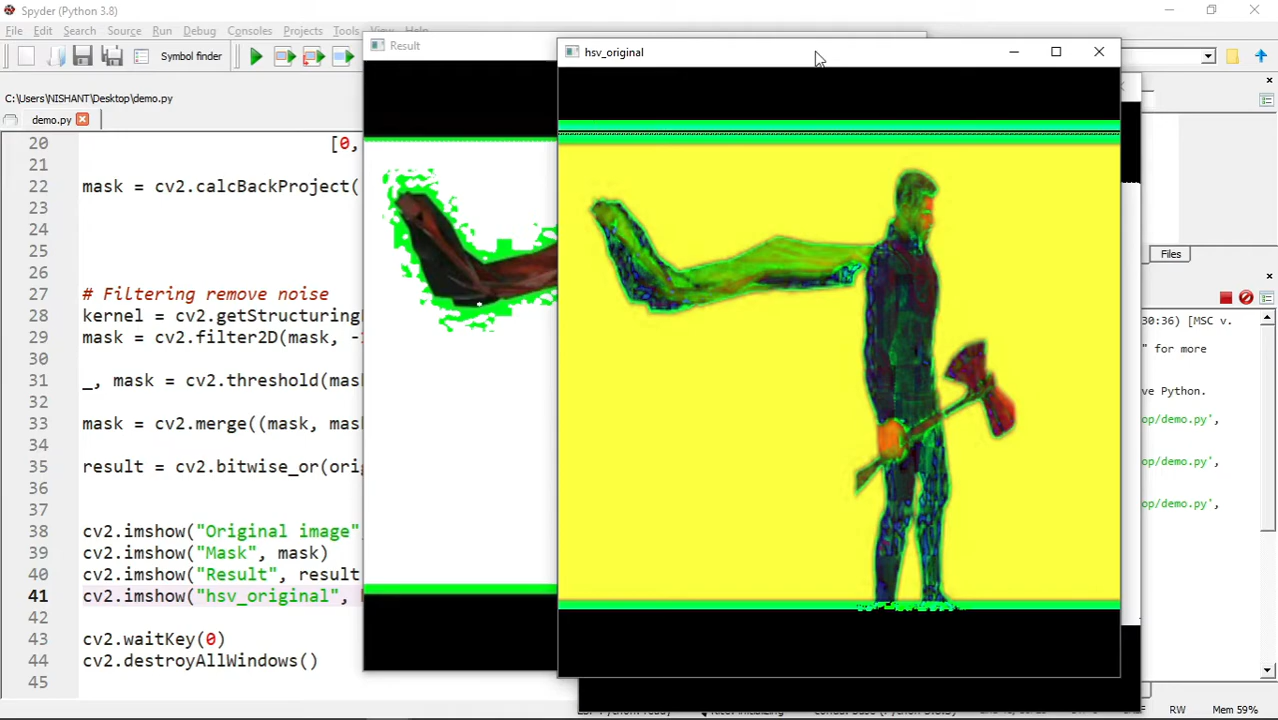 Spyder (Python 3.8)
File Edit Search Source Run Debug Consoles Projects Tools View
Symbol finder
C:\Users\NISHANT\Desktop\demo.py
demo.py
Result
hsv_original
20 [0,
21
22 mask = cv2.calcBackProject(
23
24
25
26
27 # Filtering remove noise
28 kernel = cv2.getStructuring
29 mask = cv2.filter2D(mask, -
30
31 _, mask = cv2.threshold(mas
32
33 mask = cv2.merge((mask, mas
34
35 result = cv2.bitwise_or(ori
36
37
38 cv2.imshow("Original image"
39 cv2.imshow("Mask", mask)
40 cv2.imshow("Result", result
41 cv2.imshow("hsv_original",
42
43 cv2.waitKey(0)
44 cv2.destroyAllWindows()
45
Files
30:36) [MSC v.
" for more
ve Python.
op/demo.py',
op/demo.py',
op/demo.py',
RW Mem 59%